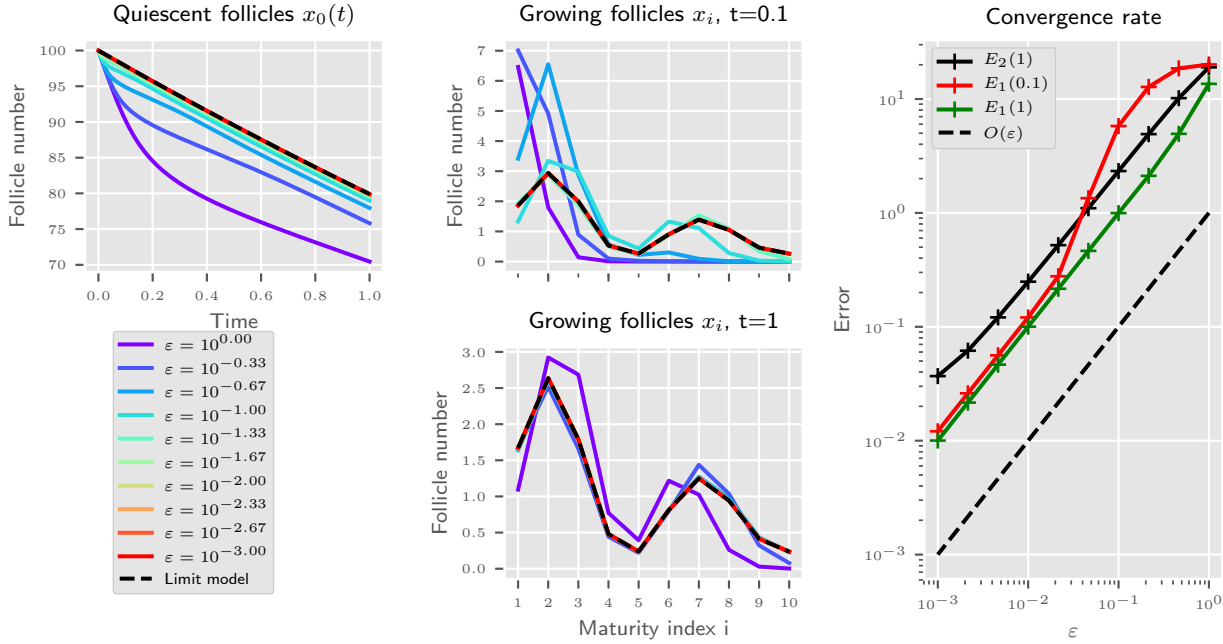 Quiescent follicles x₀(t)
Follicle number
100
95
90
85
80
75
70
0.0 0.2 0.4 0.6 0.8 1.0
Time
ε = 10^0.00
ε = 10^−0.33
ε = 10^−0.67
ε = 10^−1.00
ε = 10^−1.33
ε = 10^−1.67
ε = 10^−2.00
ε = 10^−2.33
ε = 10^−2.67
ε = 10^−3.00
Limit model
Growing follicles xᵢ, t=0.1
Follicle number
7
6
5
4
3
2
1
0
Growing follicles xᵢ, t=1
Follicle number
3.0
2.5
2.0
1.5
1.0
0.5
0.0
1 2 3 4 5 6 7 8 9 10
Maturity index i
Convergence rate
E₂(1)
E₁(0.1)
E₁(1)
O(ε)
Error
10^1
10^0
10^−1
10^−2
10^−3
10^−3 10^−2 10^−1 10^0
ε